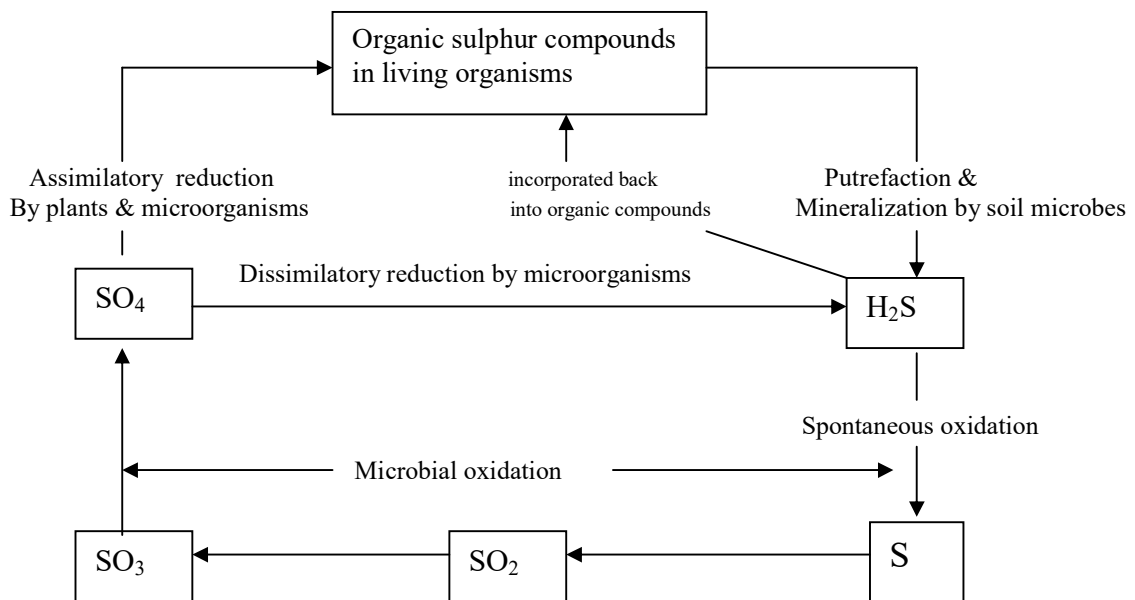 Organic sulphur compounds
in living organisms
Assimilatory reduction
By plants & microorganisms
incorporated back
into organic compounds
Putrefaction &
Mineralization by soil microbes
Dissimilatory reduction by microorganisms
SO₄
H₂S
Spontaneous oxidation
Microbial oxidation
SO₃
SO₂
S